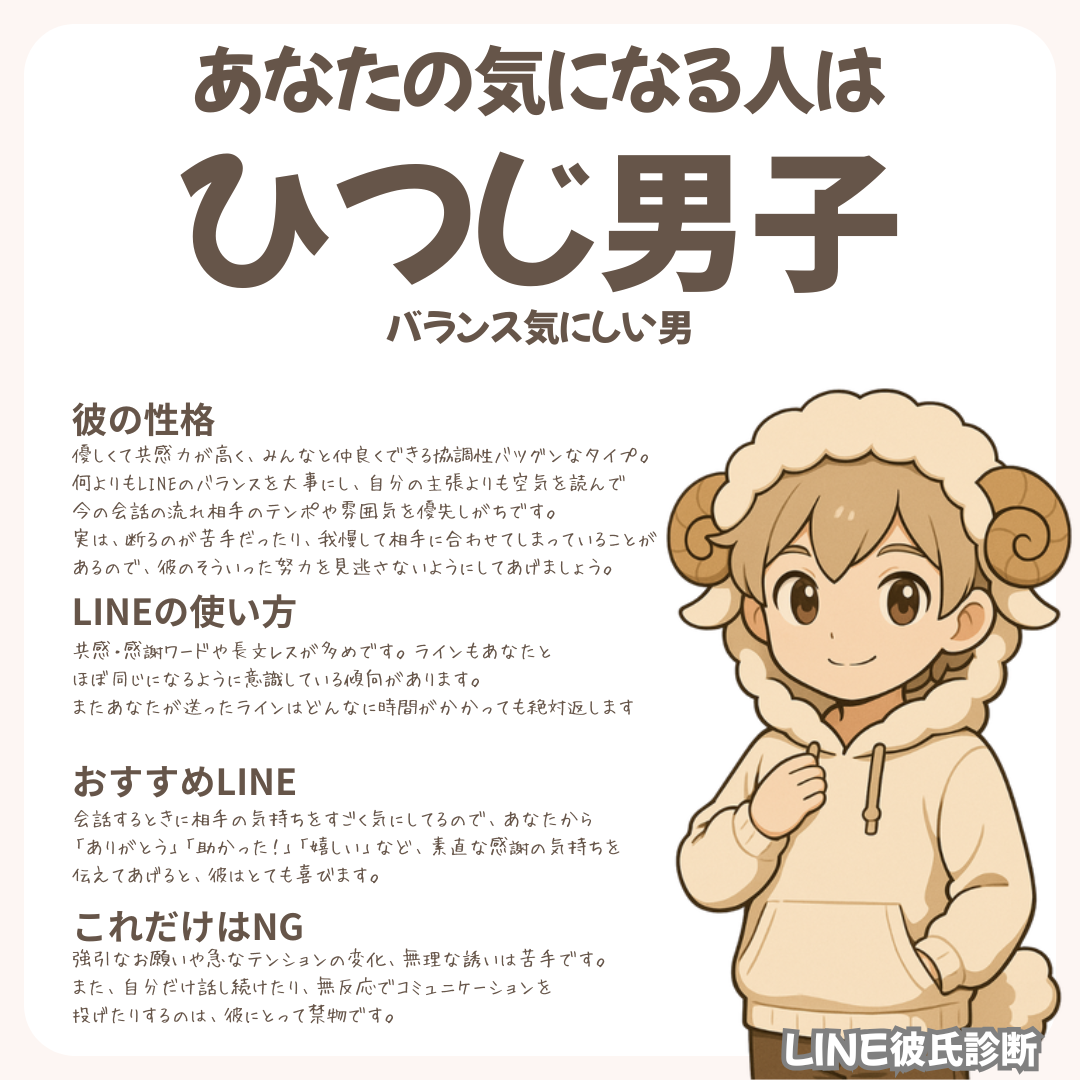 あなたの気になる人は
ひつじ男子
バランス気にしい男
彼の性格
優しくて共感力が高く、みんなと仲良くできる協調性バツグンなタイプ。
何よりもLINEのバランスを大事にし、自分の主張よりも空気を読んで
今の会話の流れ相手のテンポや雰囲気を優先しがちです。
実は、断るのが苦手だったり、我慢して相手に合わせてしまっていることが
あるので、彼のそういった努力を見逃さないようにしてあげましょう。
LINEの使い方
共感・感謝ワードや長文レスが多めです。ラインもあなたと
ほぼ同じになるように意識している傾向があります。
またあなたが送ったラインはどんなに時間がかかっても絶対返します
おすすめLINE
会話するときに相手の気持ちをすごく気にしてるので、あなたから
「ありがとう」「助かった!」「嬉しい」など、素直な感謝の気持ちを
伝えてあげると、彼はとても喜びます。
これだけはNG
強引なお願いや急なテンションの変化、無理な誘いは苦手です。
また、自分だけ話し続けたり、無反応でコミュニケーションを
投げたりするのは、彼にとって禁物です。
LINE彼氏診断